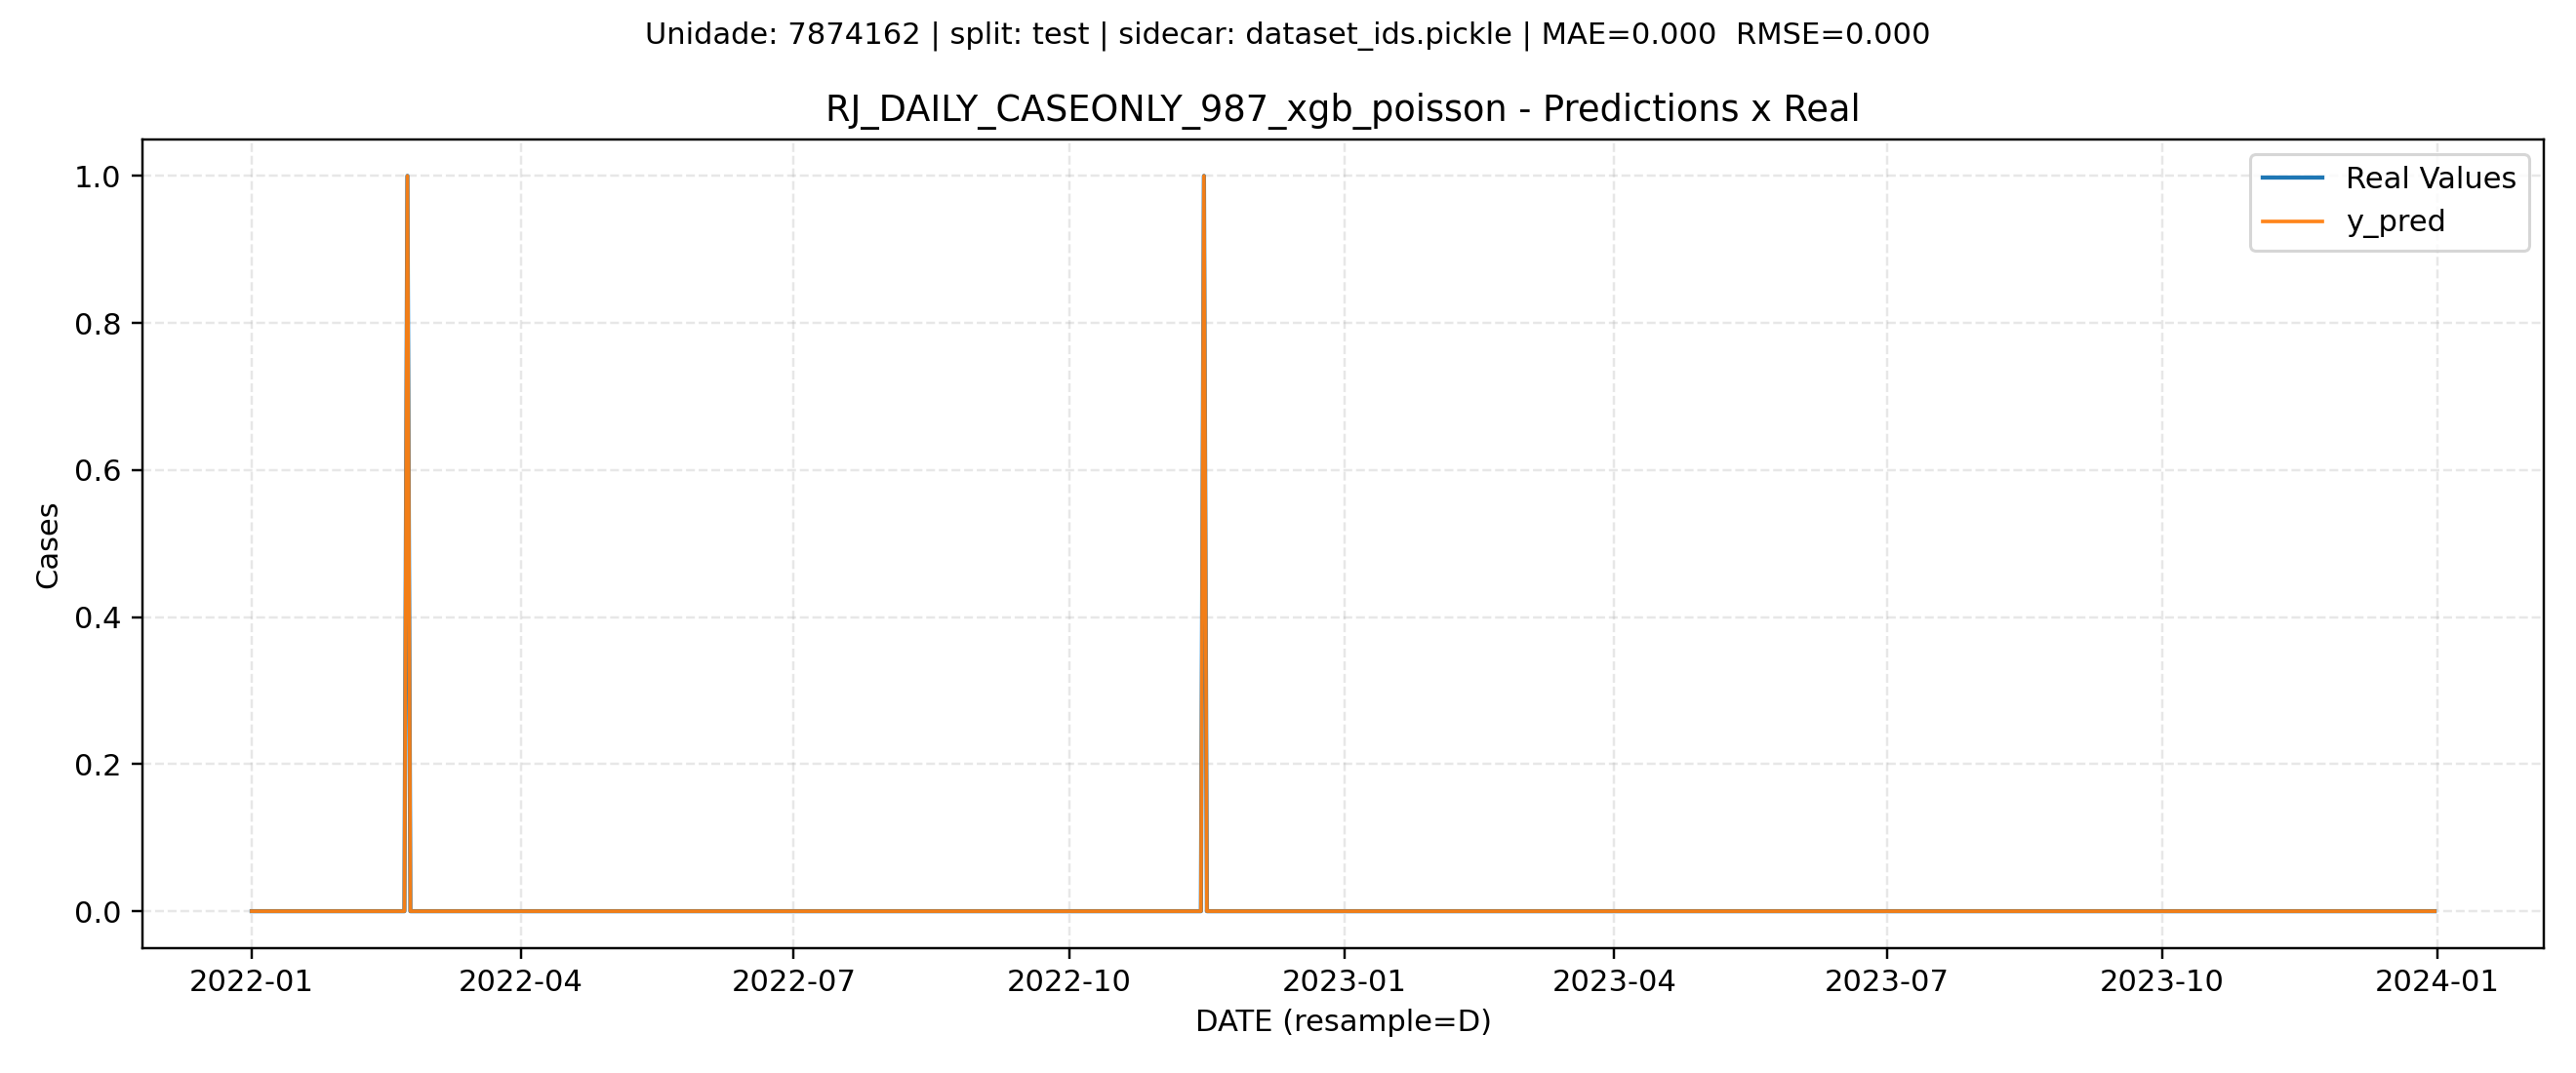 Unidade: 7874162 | split: test | sidecar: dataset_ids.pickle | MAE=0.000  RMSE=0.000
RJ_DAILY_CASEONLY_987_xgb_poisson - Predictions x Real
Real Values
y_pred
1.0
0.8
0.6
0.4
0.2
0.0
Cases
2022-01
2022-04
2022-07
2022-10
2023-01
2023-04
2023-07
2023-10
2024-01
DATE (resample=D)